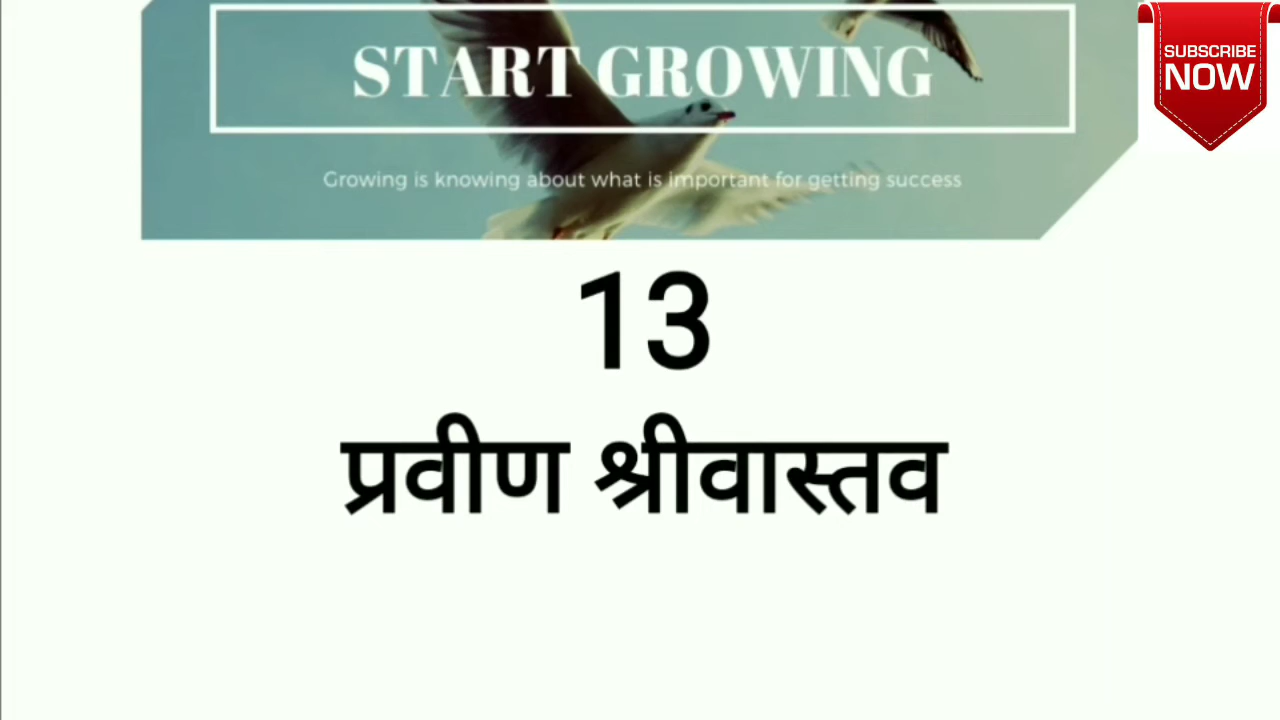 START GROWING
Growing is knowing about what is important for getting success
SUBSCRIBE
NOW
13
प्रवीण श्रीवास्तव